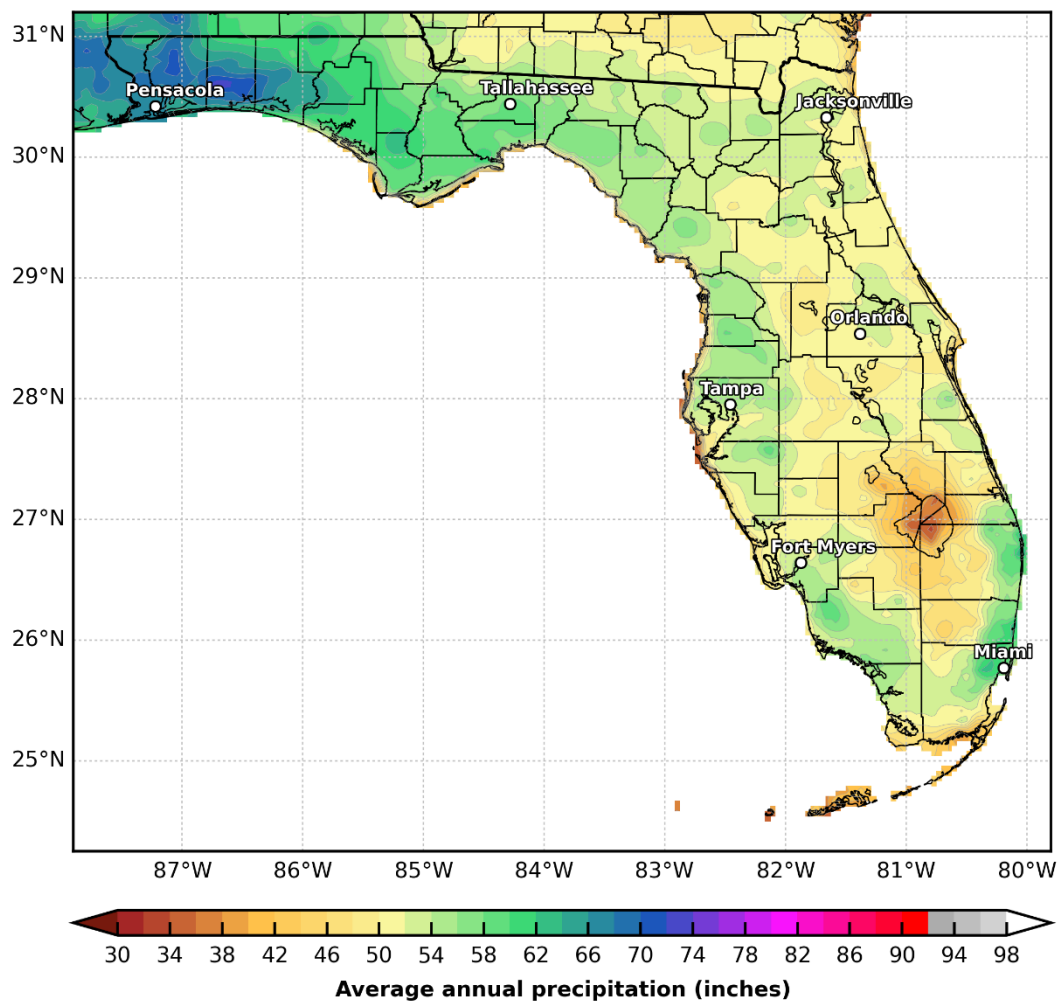 31°N
Pensacola
Tallahassee
Jacksonville
30°N
29°N
Orlando
28°N
Tampa
27°N
Fort Myers
26°N
Miami
25°N
87°W 86°W 85°W 84°W 83°W 82°W 81°W 80°W
30 34 38 42 46 50 54 58 62 66 70 74 78 82 86 90 94 98
Average annual precipitation (inches)